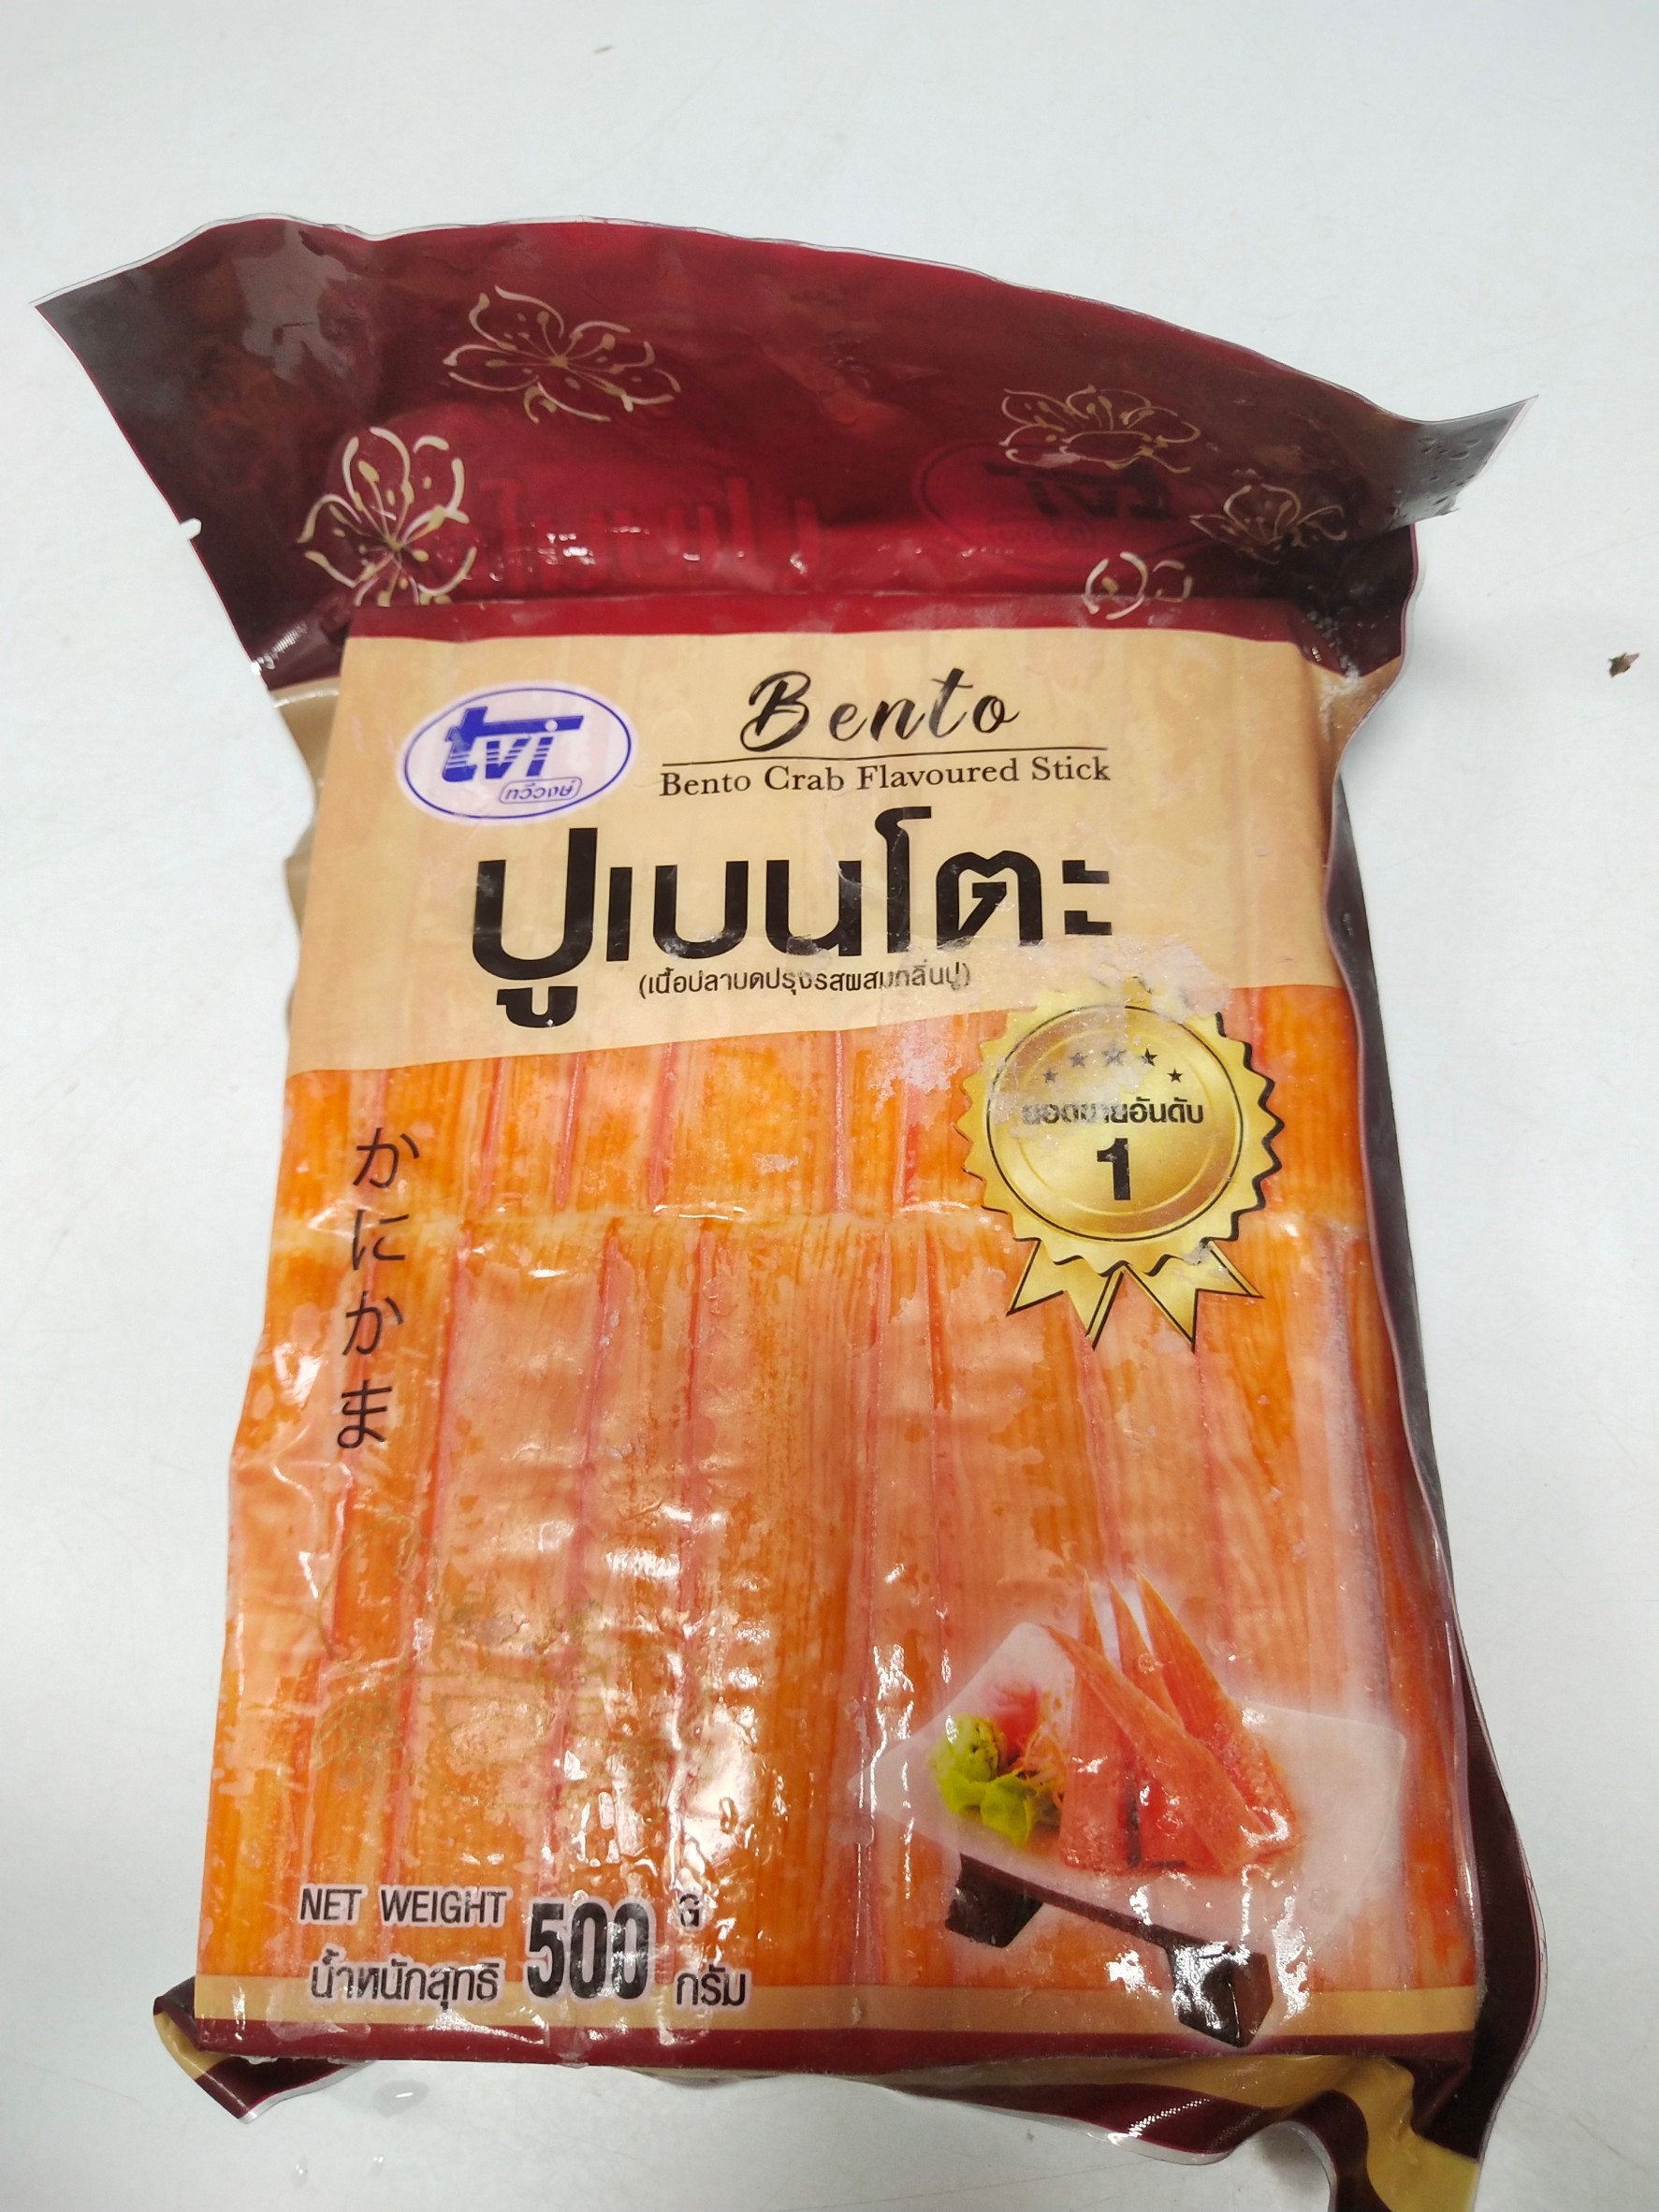 tvi
ทวีวงษ์
Bento
Bento Crab Flavoured Stick
ปูเบนโตะ
(เนื้อปลาบดปรุงรสผสมกลิ่นปู)
ยอดขายอันดับ
1
かにかま
NET WEIGHT 500 G
น้ำหนักสุทธิ กรัม